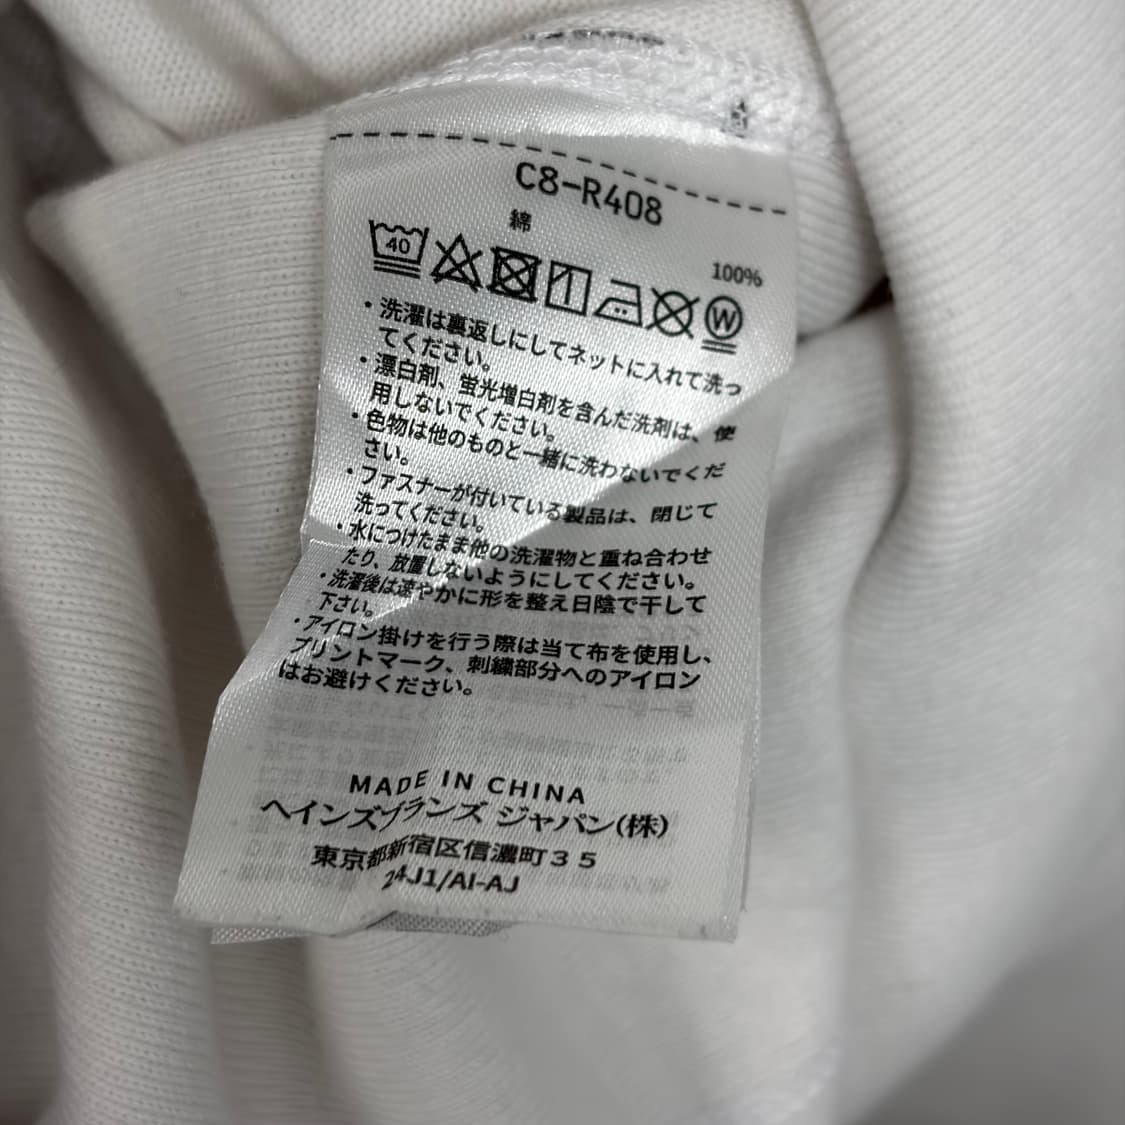 C8-R408
綿
100%
40
W
・洗濯は裏返しにしてネットに入れて洗っ
てください。
・漂白剤、蛍光増白剤を含んだ洗剤は、使
用しないでください。
・色物は他のものと一緒に洗わないでくだ
さい。
・ファスナーが付いている製品は、閉じて
洗ってください。
・水につけたまま他の洗濯物と重ね合わせ
たり、放置しないようにしてください。
・洗濯後は速やかに形を整え日陰で干して
下さい。
・アイロン掛けを行う際は当て布を使用し、
プリントマーク、刺繍部分へのアイロン
はお避けください。
MADE IN CHINA
ヘインズブランズ ジャパン(株)
東京都新宿区信濃町35
24J1/AI-AJ